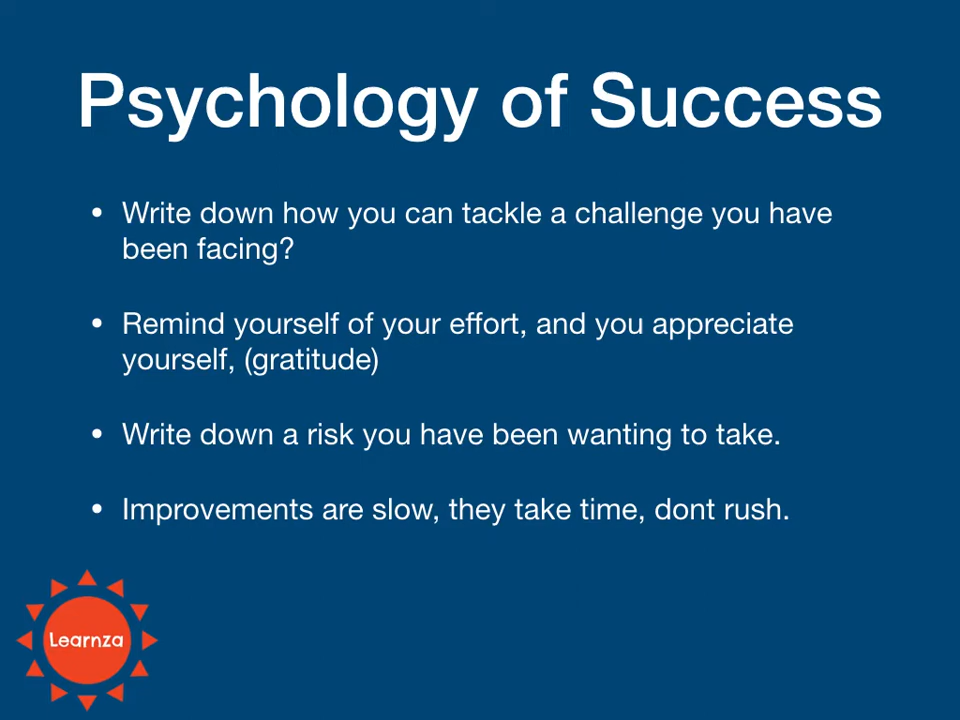 Psychology of Success
• Write down how you can tackle a challenge you have
been facing?
• Remind yourself of your effort, and you appreciate
yourself, (gratitude)
• Write down a risk you have been wanting to take.
• Improvements are slow, they take time, dont rush.
Learnza